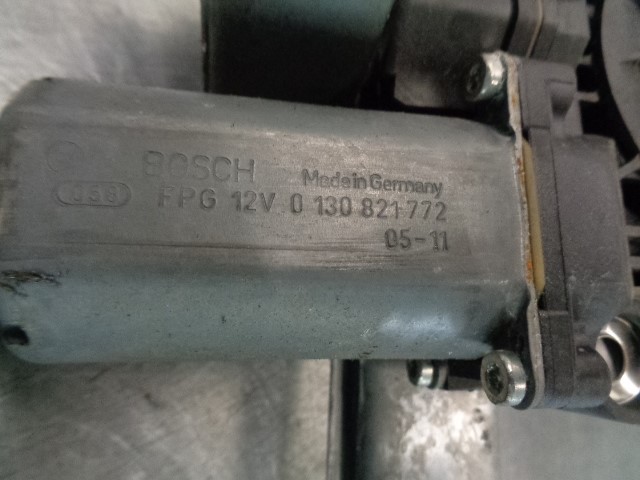 BOSCH Made in Germany
FPG 12V 0 130 821 772
05-11